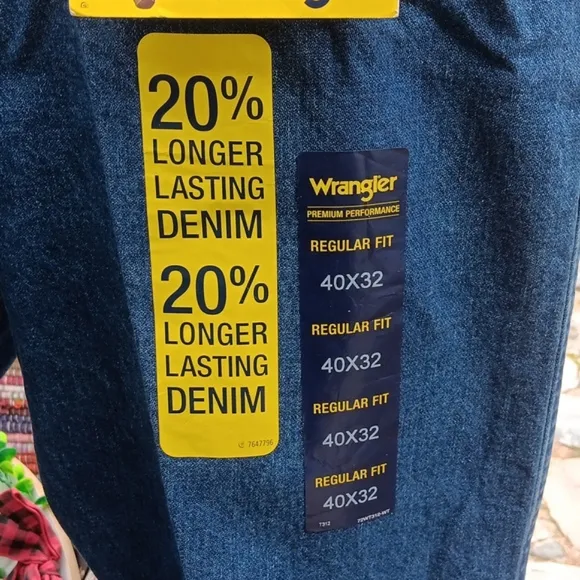 20%
LONGER
LASTING
DENIM
20%
LONGER
LASTING
DENIM
7647796
Wrangler
PREMIUM PERFORMANCE
REGULAR FIT
40X32
REGULAR FIT
40X32
REGULAR FIT
40X32
REGULAR FIT
40X32